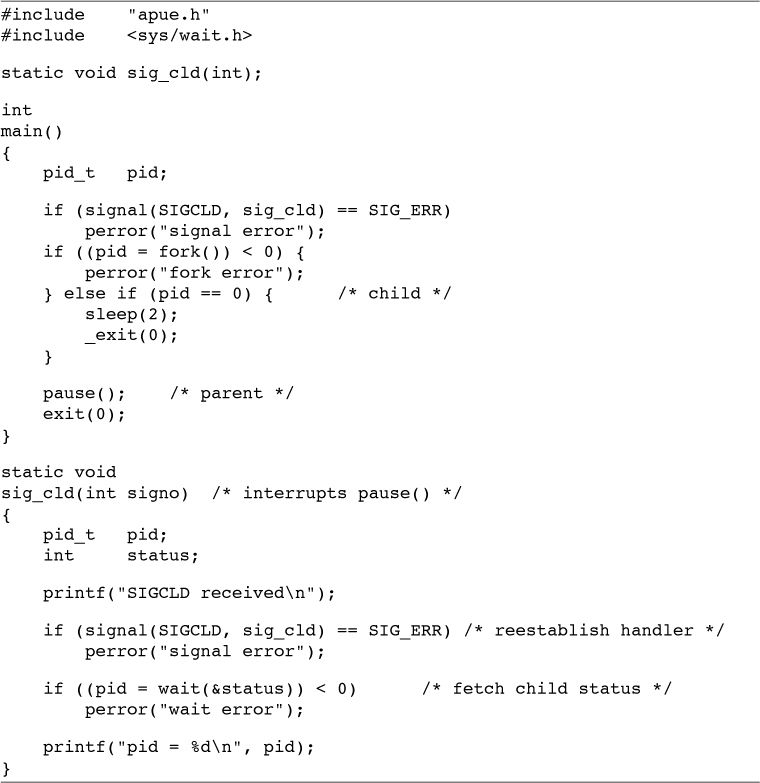 #include    "apue.h"
#include    <sys/wait.h>

static void sig_cld(int);

int
main()
{
    pid_t   pid;

    if (signal(SIGCLD, sig_cld) == SIG_ERR)
        perror("signal error");
    if ((pid = fork()) < 0) {
        perror("fork error");
    } else if (pid == 0) {      /* child */
        sleep(2);
        _exit(0);
    }

    pause();    /* parent */
    exit(0);
}

static void
sig_cld(int signo)  /* interrupts pause() */
{
    pid_t   pid;
    int     status;

    printf("SIGCLD received\n");

    if (signal(SIGCLD, sig_cld) == SIG_ERR) /* reestablish handler */
        perror("signal error");

    if ((pid = wait(&status)) < 0)      /* fetch child status */
        perror("wait error");

    printf("pid = %d\n", pid);
}